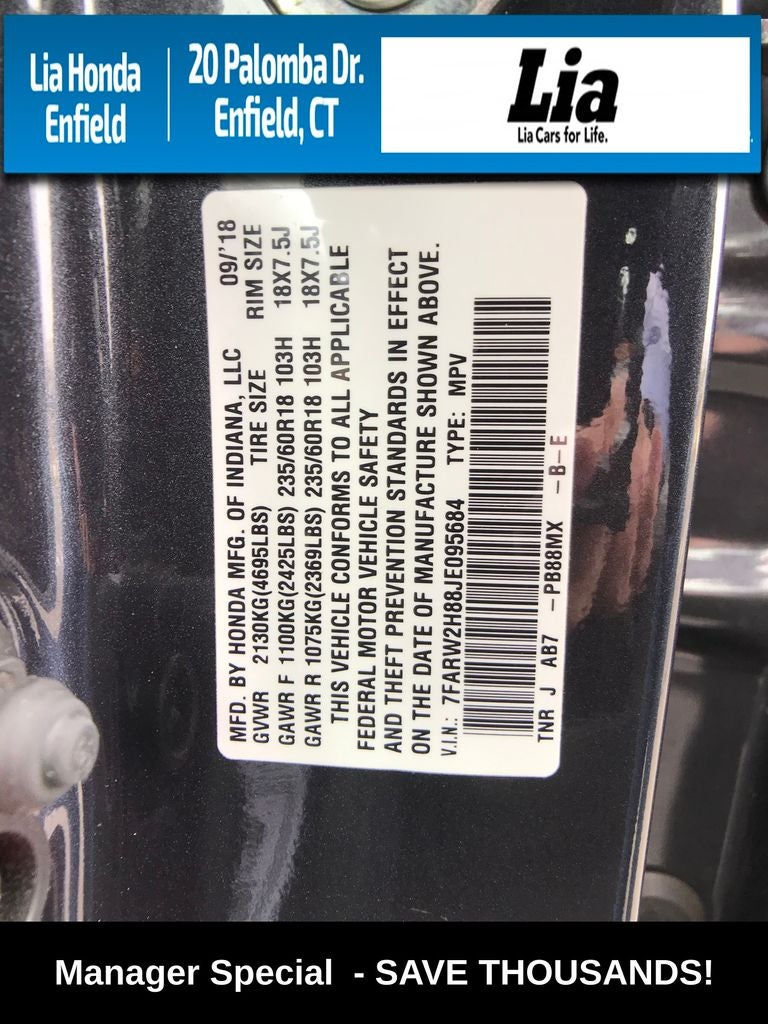 Lia Honda
Enfield
20 Palomba Dr.
Enfield, CT
Lia
Lia Cars for Life.
MFD. BY HONDA MFG. OF INDIANA, LLC 09/'18
GVWR 2130KG(4695LBS) TIRE SIZE RIM SIZE
GAWR F 1100KG(2425LBS) 235/60R18 103H 18X7.5J
GAWR R 1075KG(2369LBS) 235/60R18 103H 18X7.5J
THIS VEHICLE CONFORMS TO ALL APPLICABLE
FEDERAL MOTOR VEHICLE SAFETY
AND THEFT PREVENTION STANDARDS IN EFFECT
ON THE DATE OF MANUFACTURE SHOWN ABOVE.
V.I.N.: 7FARW2H88JE095684 TYPE: MPV
TNR J AB7 -PB88MX -B-E
Manager Special - SAVE THOUSANDS!